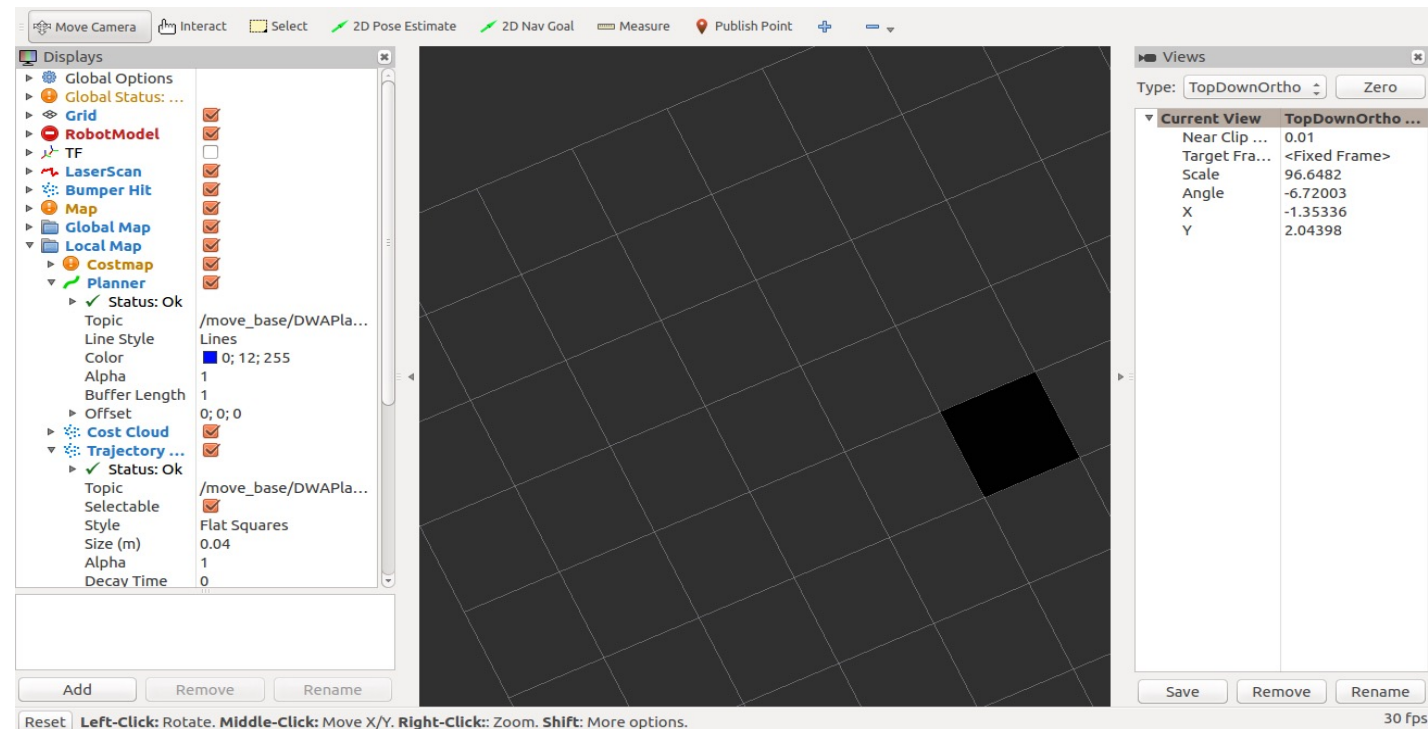 Move Camera Interact Select 2D Pose Estimate 2D Nav Goal Measure Publish Point
Displays
Global Options
Global Status: ...
Grid
RobotModel
TF
LaserScan
Bumper Hit
Map
Global Map
Local Map
Costmap
Planner
Status: Ok
Topic /move_base/DWAPla...
Line Style Lines
Color 0; 12; 255
Alpha 1
Buffer Length 1
Offset 0; 0; 0
Cost Cloud
Trajectory ...
Status: Ok
Topic /move_base/DWAPla...
Selectable
Style Flat Squares
Size (m) 0.04
Alpha 1
Decay Time 0
Add Remove Rename
Views
Type: TopDownOrtho Zero
Current View TopDownOrtho ...
Near Clip ... 0.01
Target Fra... <Fixed Frame>
Scale 96.6482
Angle -6.72003
X -1.35336
Y 2.04398
Save Remove Rename
Reset Left-Click: Rotate. Middle-Click: Move X/Y. Right-Click:: Zoom. Shift: More options. 30 fps